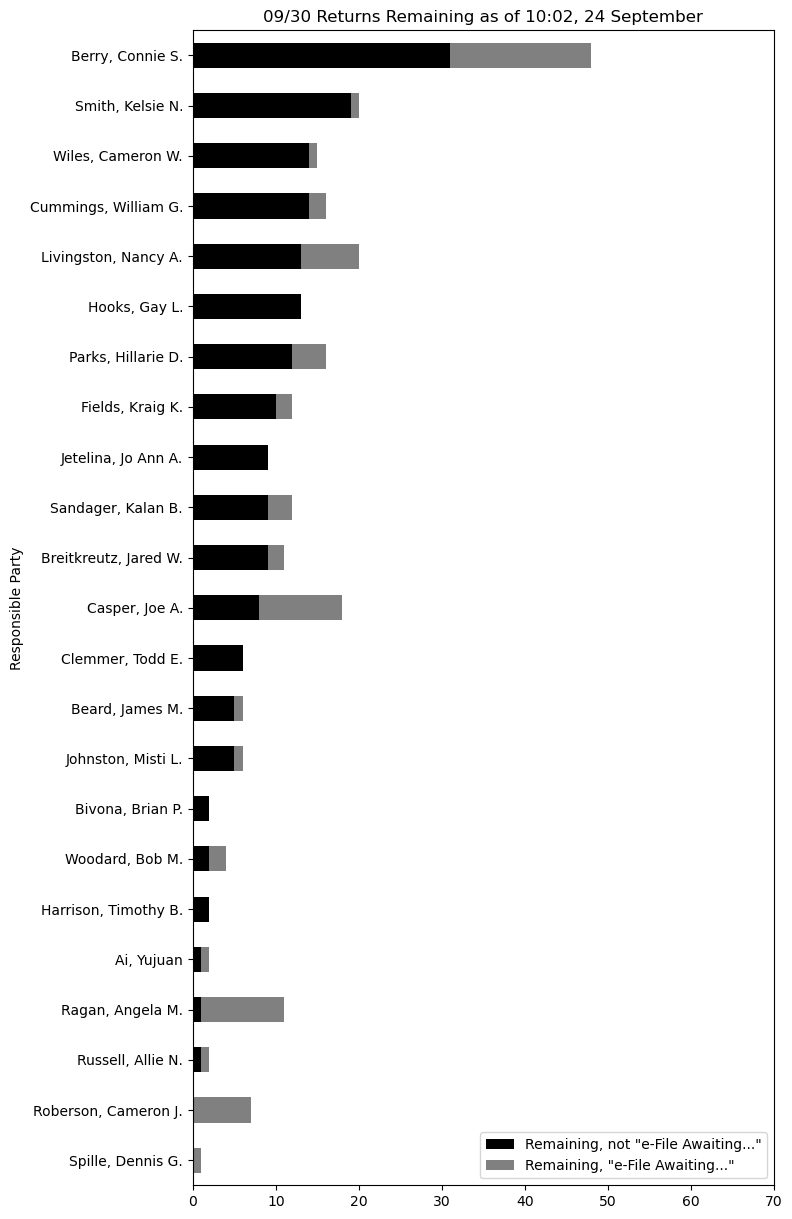 09/30 Returns Remaining as of 10:02, 24 September
Responsible Party
Berry, Connie S.
Smith, Kelsie N.
Wiles, Cameron W.
Cummings, William G.
Livingston, Nancy A.
Hooks, Gay L.
Parks, Hillarie D.
Fields, Kraig K.
Jetelina, Jo Ann A.
Sandager, Kalan B.
Breitkreutz, Jared W.
Casper, Joe A.
Clemmer, Todd E.
Beard, James M.
Johnston, Misti L.
Bivona, Brian P.
Woodard, Bob M.
Harrison, Timothy B.
Ai, Yujuan
Ragan, Angela M.
Russell, Allie N.
Roberson, Cameron J.
Spille, Dennis G.
Remaining, not "e-File Awaiting..."
Remaining, "e-File Awaiting..."
0 10 20 30 40 50 60 70